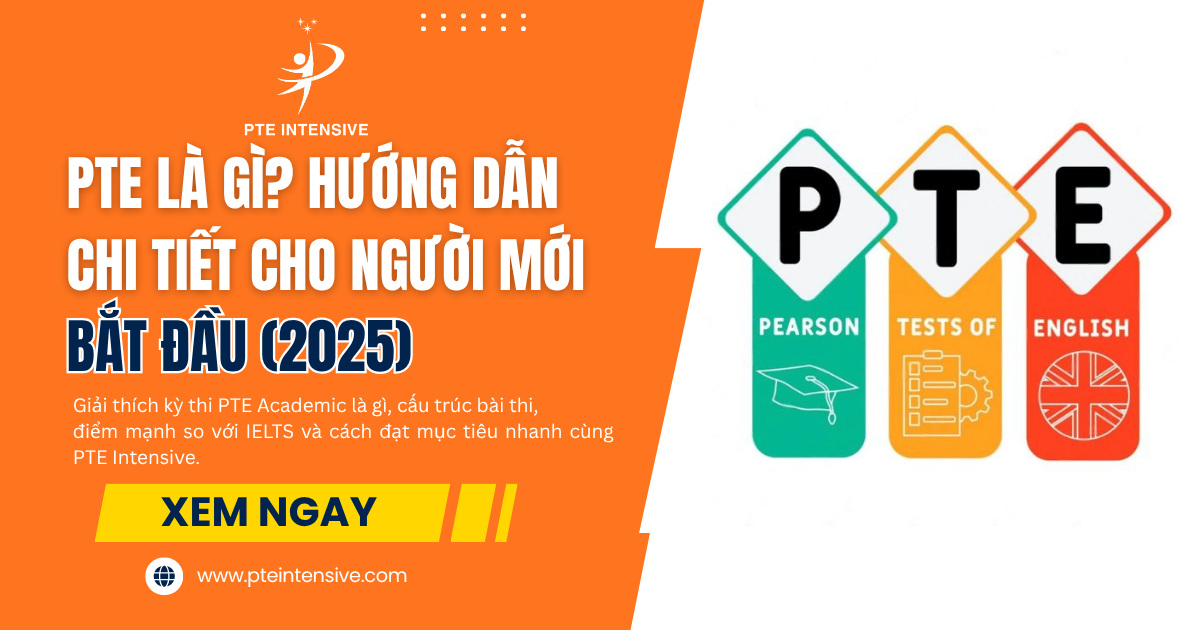 PTE INTENSIVE
PTE LÀ GÌ? HƯỚNG DẪN
CHI TIẾT CHO NGƯỜI MỚI
BẮT ĐẦU (2025)
Giải thích kỳ thi PTE Academic là gì, cấu trúc bài thi,
điểm mạnh so với IELTS và cách đạt mục tiêu nhanh cùng
PTE Intensive.
XEM NGAY
www.pteintensive.com
P T E
PEARSON TESTS OF ENGLISH